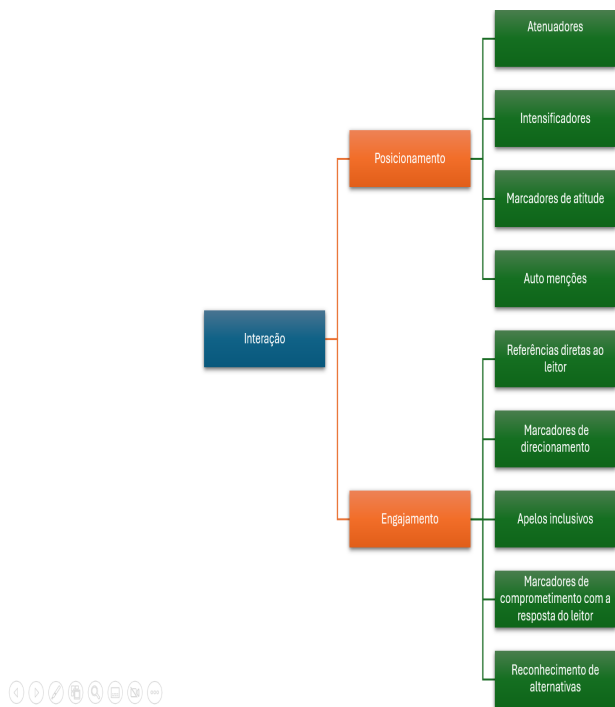 Atenuadores
Intensificadores
Posicionamento
Marcadores de atitude
Auto menções
Interação
Referências diretas ao
leitor
Marcadores de
direcionamento
Engajamento
Apelos inclusivos
Marcadores de
comprometimento com a
resposta do leitor
Reconhecimento de
alternativas